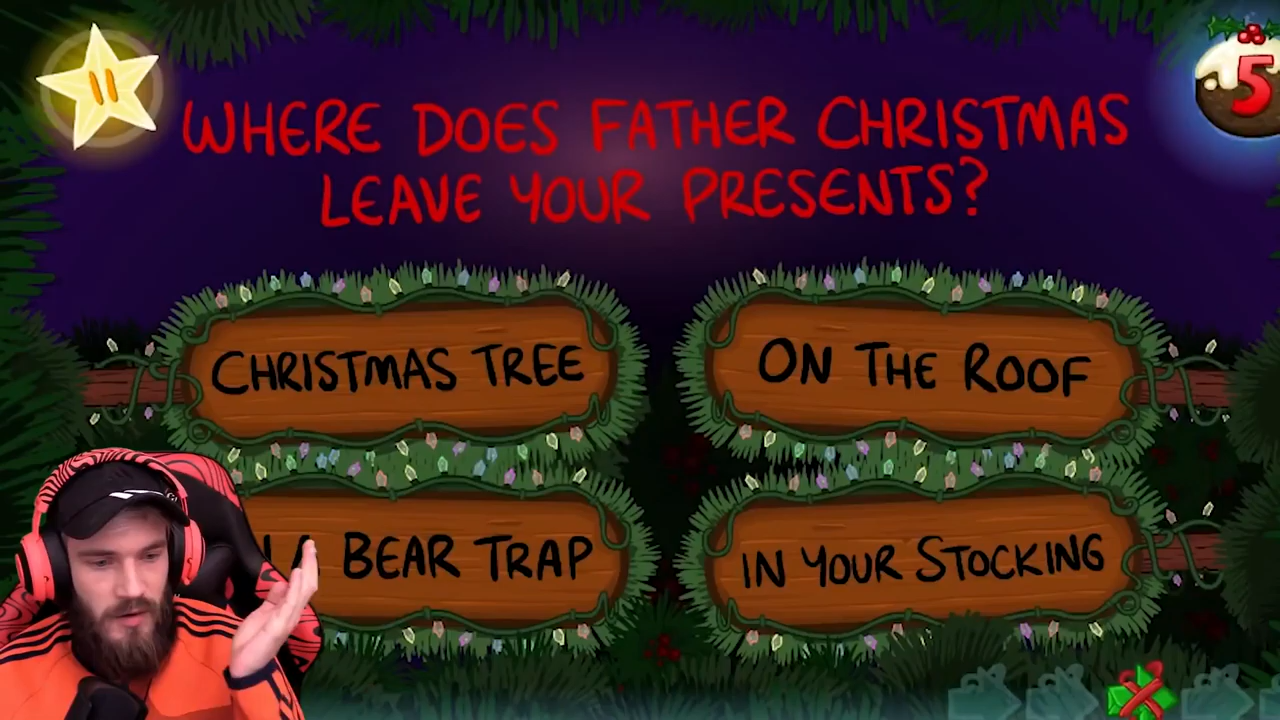 WHERE DOES FATHER CHRISTMAS
LEAVE YOUR PRESENTS?
5
CHRISTMAS TREE
ON THE ROOF
BEAR TRAP
IN YOUR STOCKING